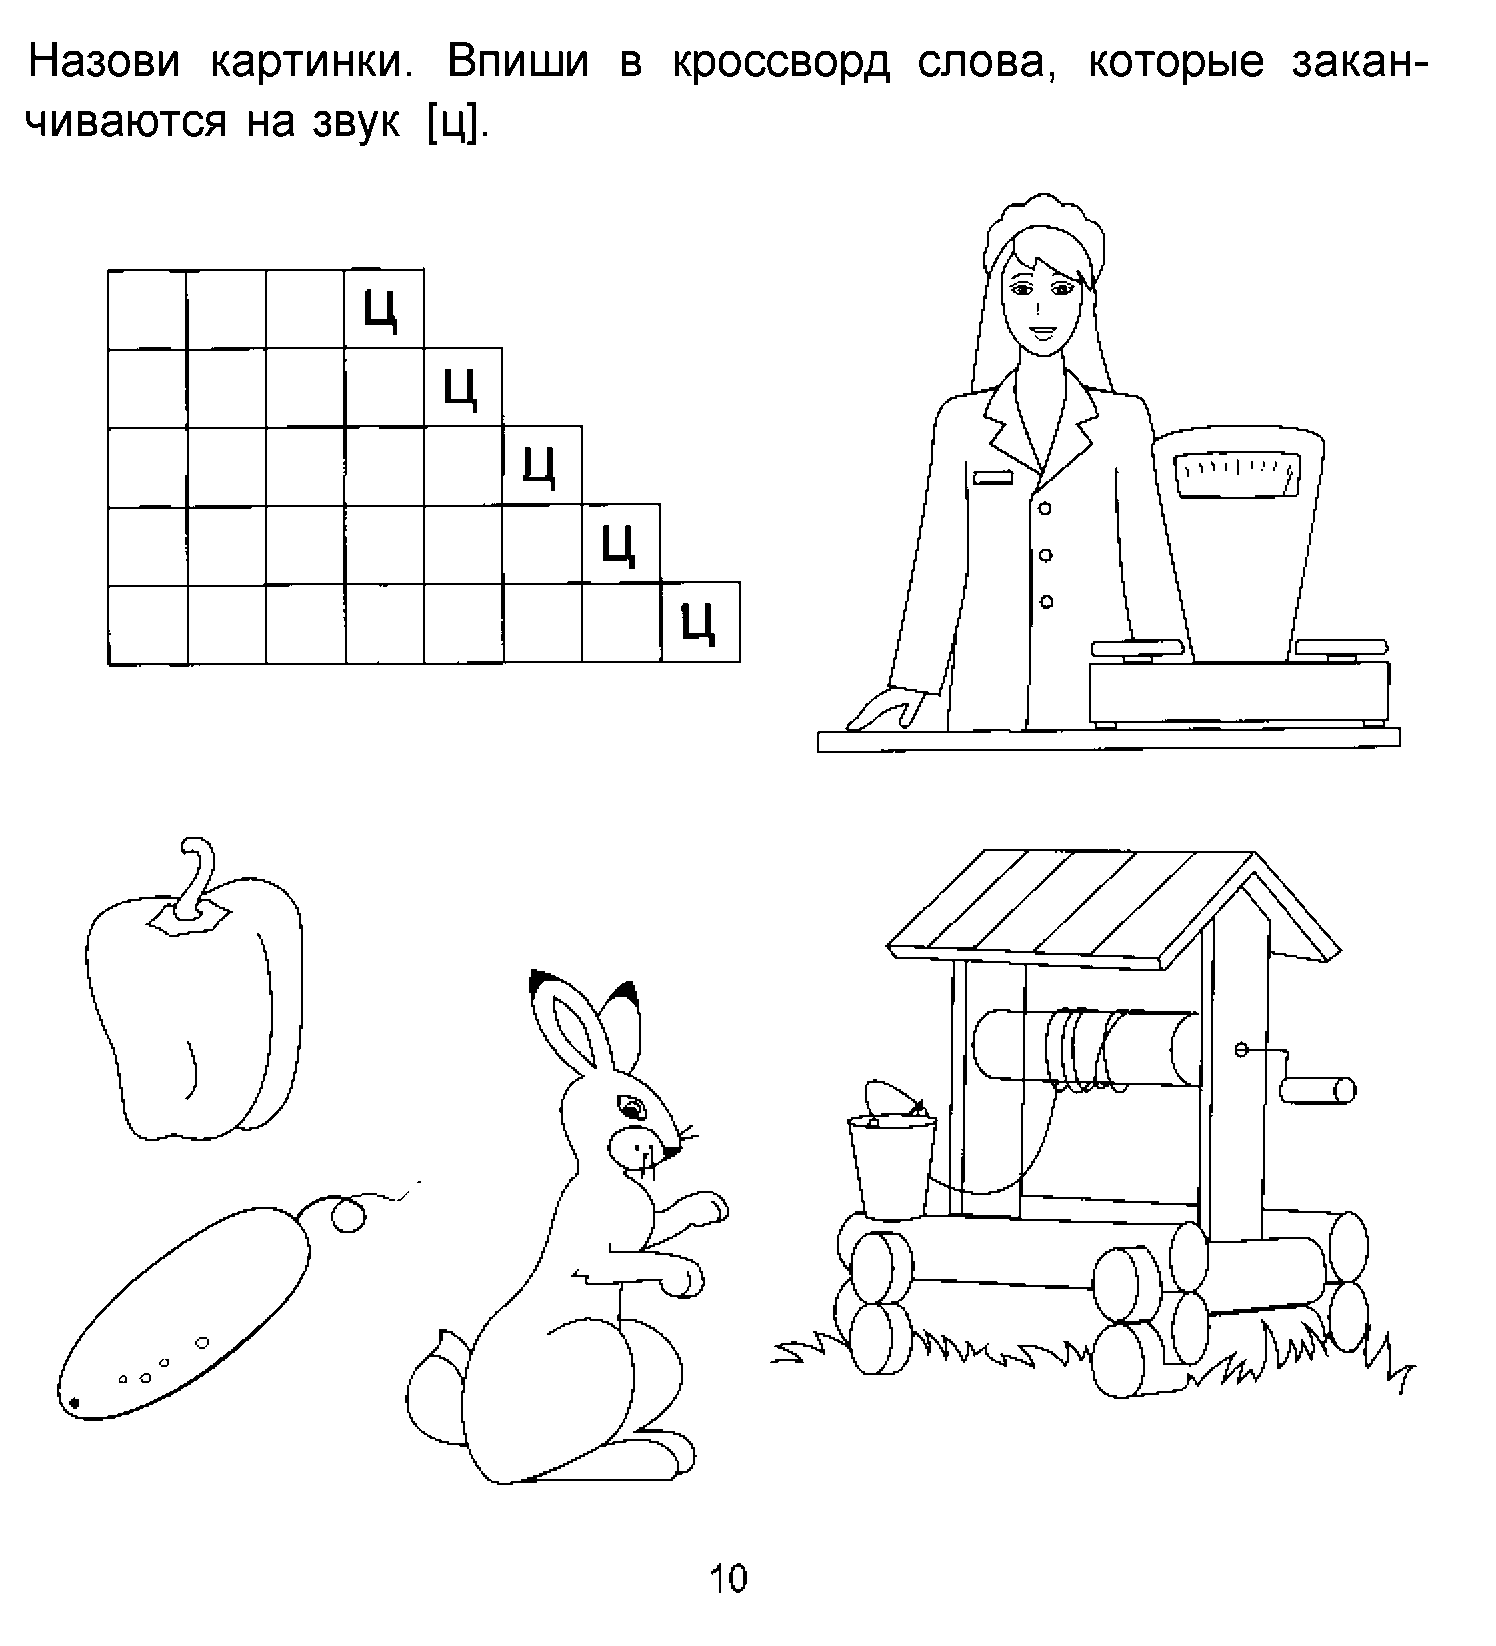 Назови картинки. Впиши в кроссворд слова, которые закан-
чиваются на звук [ц].
Ц
Ц
Ц
Ц
Ц
10